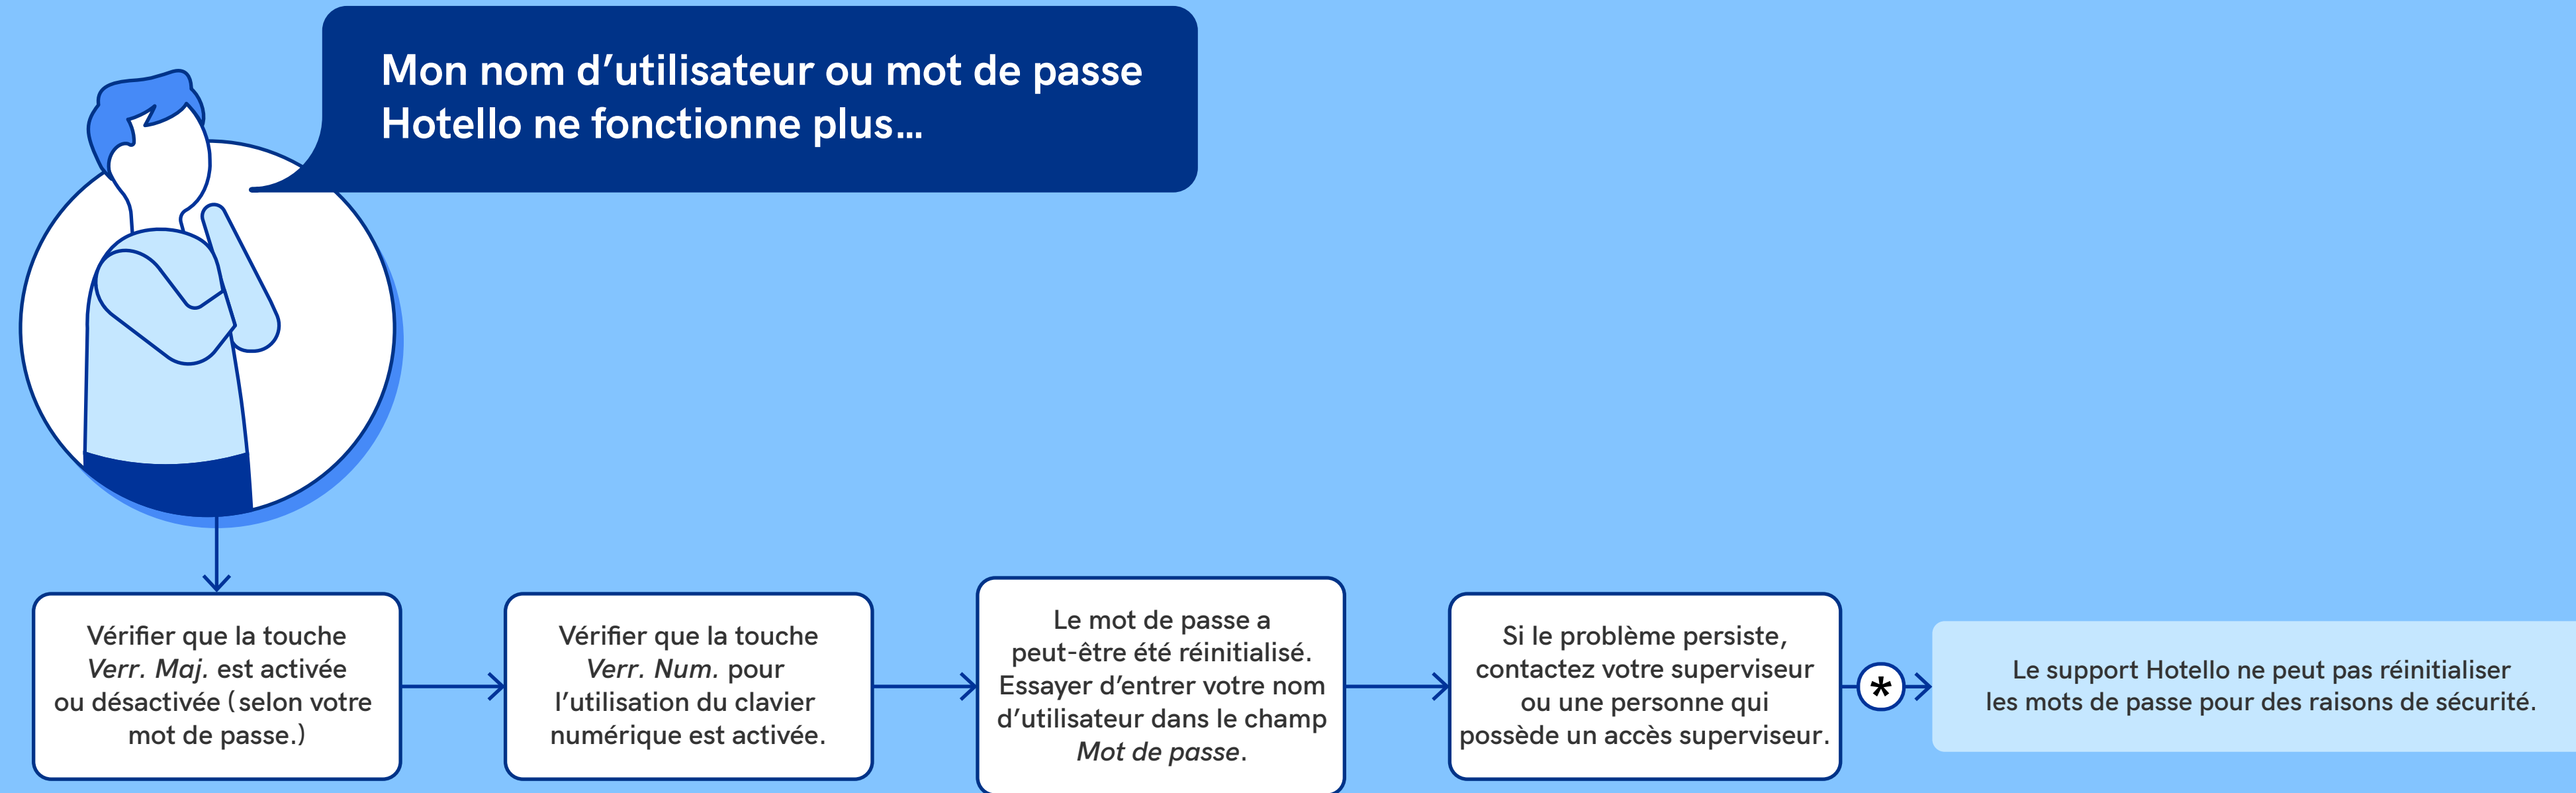 Mon nom d’utilisateur ou mot de passe
Hotello ne fonctionne plus...
Vérifier que la touche
Verr. Maj. est activée
ou désactivée (selon votre
mot de passe.)
Vérifier que la touche
Verr. Num. pour
l’utilisation du clavier
numérique est activée.
Le mot de passe a
peut-être été réinitialisé.
Essayer d’entrer votre nom
d’utilisateur dans le champ
Mot de passe.
Si le problème persiste,
contactez votre superviseur
ou une personne qui
possède un accès superviseur.
*
Le support Hotello ne peut pas réinitialiser
les mots de passe pour des raisons de sécurité.